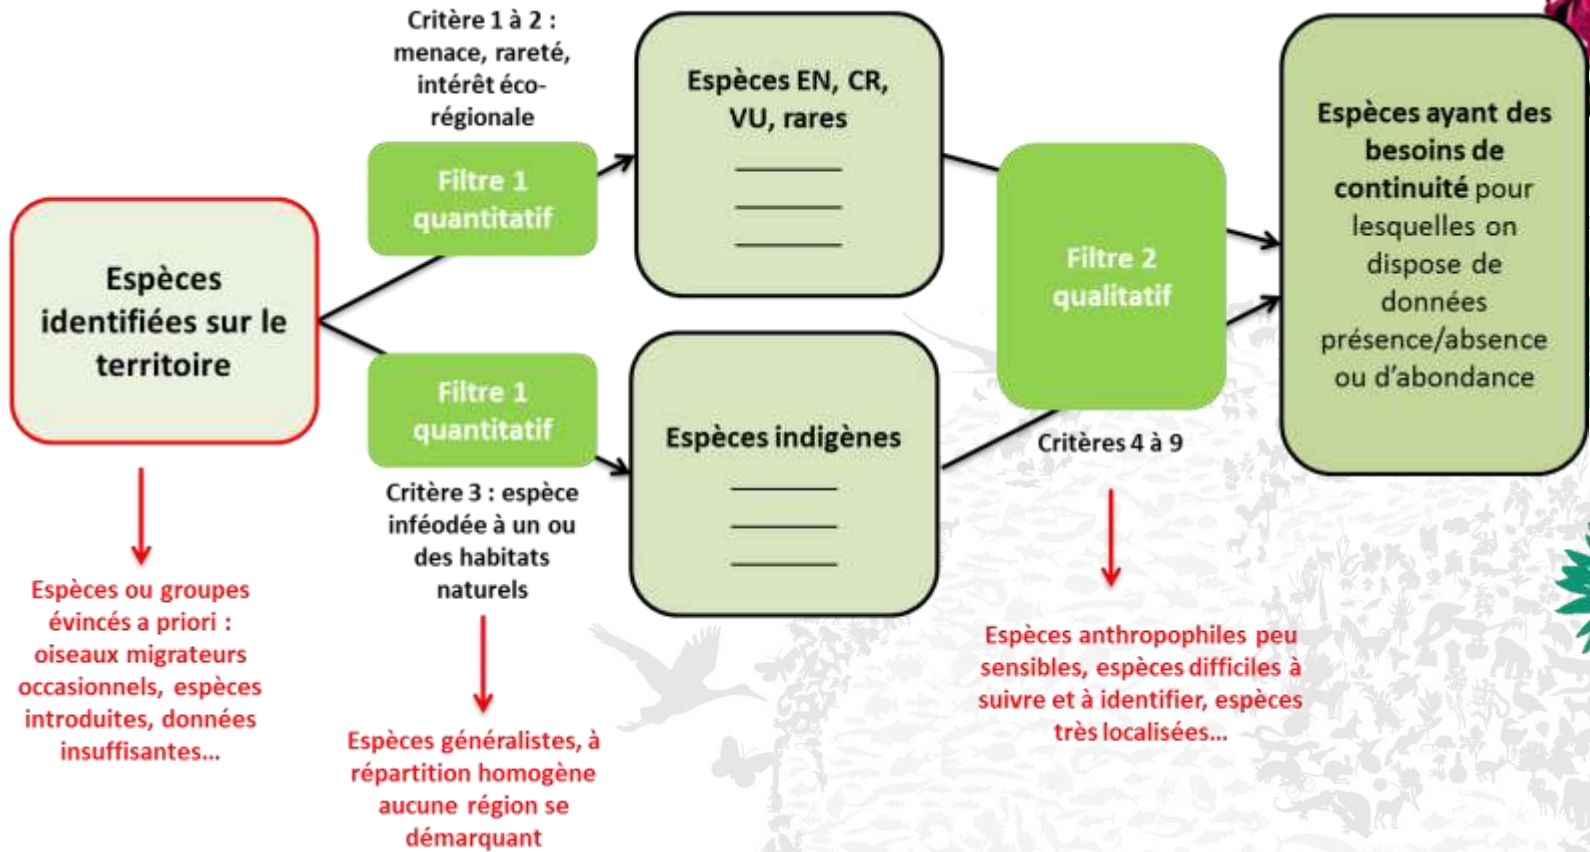 Critère 1 à 2 :
menace, rareté,
intérêt éco-
régionale
Filtre 1
quantitatif
Espèces EN, CR,
VU, rares
Espèces
identifiées sur le
territoire
Filtre 1
quantitatif
Critère 3 : espèce
inféodée à un ou
des habitats
naturels
Espèces indigènes
Filtre 2
qualitatif
Critères 4 à 9
Espèces ayant des
besoins de
continuité pour
lesquelles on
dispose de
données
présence/absence
ou d'abondance
Espèces ou groupes
évincés a priori :
oiseaux migrateurs
occasionnels, espèces
introduites, données
insuffisantes...
Espèces généralistes, à
répartition homogène
aucune région se
démarquant
Espèces anthropophiles peu
sensibles, espèces difficiles à
suivre et à identifier, espèces
très localisées...